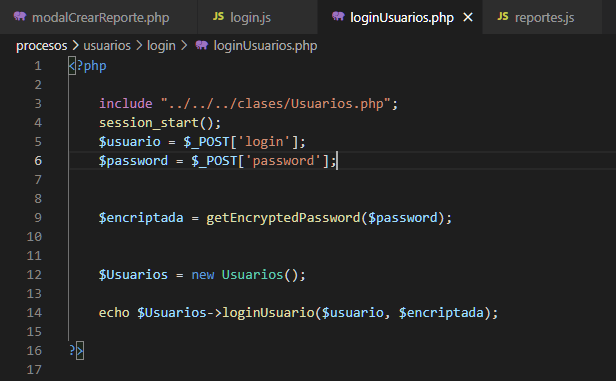 modalCrearReporte.php JS login.js loginUsuarios.php × JS reportes.js
procesos > usuarios > login > loginUsuarios.php
1 <?php
2
3 include "../../../clases/Usuarios.php";
4 session_start();
5 $usuario = $_POST['login'];
6 $password = $_POST['password'];
7
8
9 $encriptada = getEncryptedPassword($password);
10
11
12 $Usuarios = new Usuarios();
13
14 echo $Usuarios->loginUsuario($usuario, $encriptada);
15
16 ?>
17